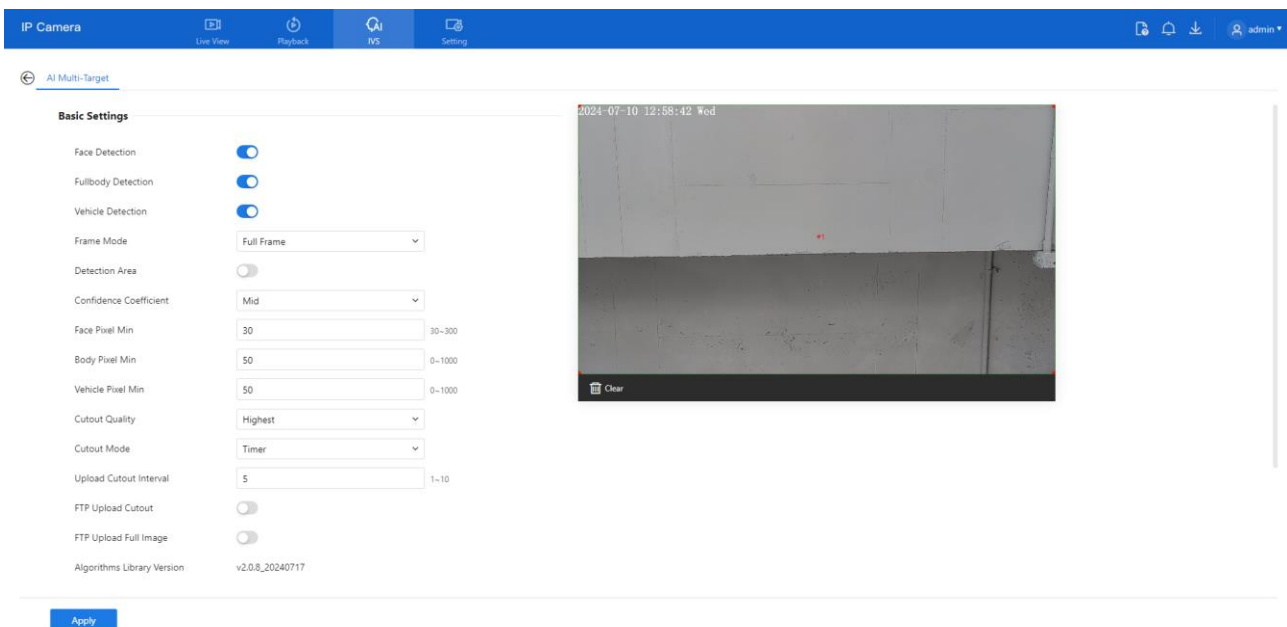 IP Camera
Live View
Playback
IVS
Setting
admin
AI Multi-Target
Basic Settings
Face Detection
Fullbody Detection
Vehicle Detection
Frame Mode Full Frame
Detection Area
Confidence Coefficient Mid
Face Pixel Min 30 30~300
Body Pixel Min 50 0~1000
Vehicle Pixel Min 50 0~1000
Cutout Quality Highest
Cutout Mode Timer
Upload Cutout Interval 5 1~10
FTP Upload Cutout
FTP Upload Full Image
Algorithms Library Version v2.0.8_20240717
Apply
2024-07-10 12:58:42 Wed
#1
Clear